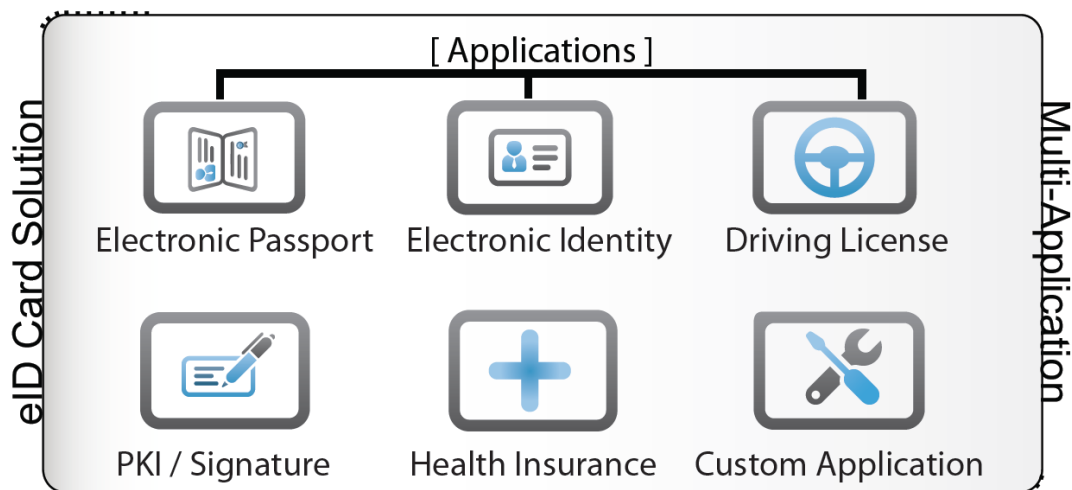 [ Applications ]
eID Card Solution
Multi-Application
Electronic Passport
Electronic Identity
Driving License
PKI / Signature
Health Insurance
Custom Application